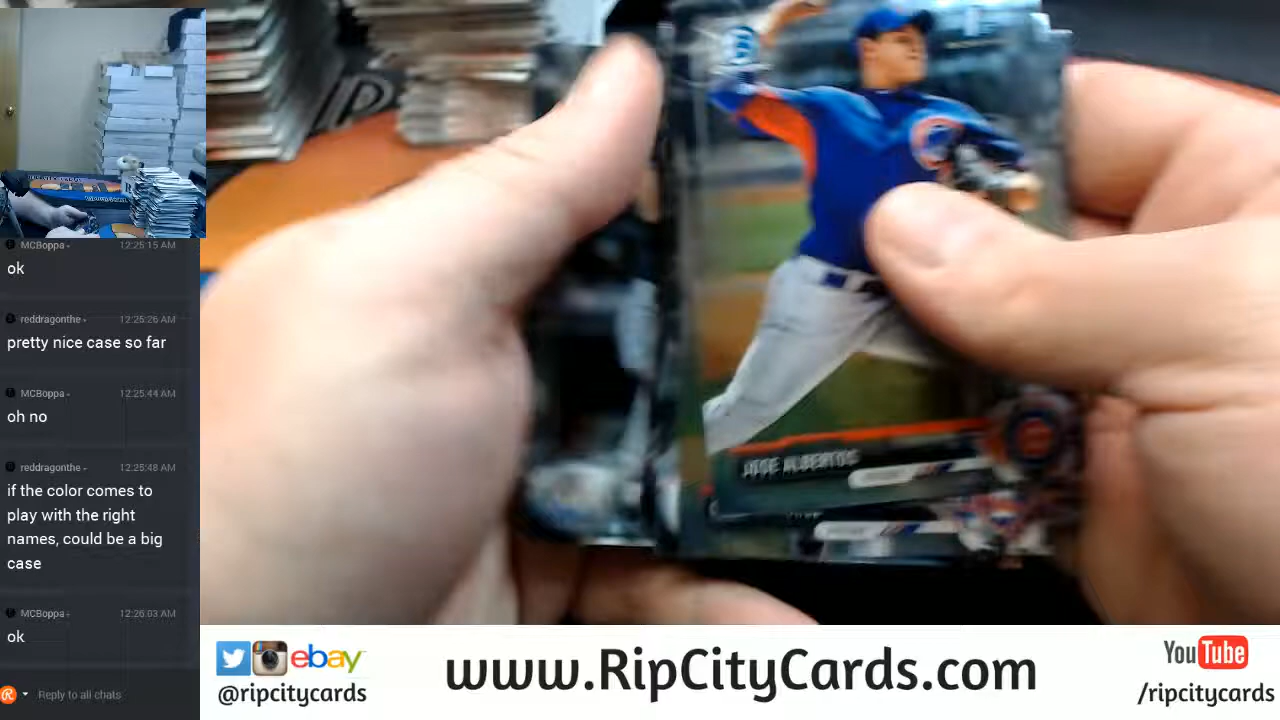 MCBoppa
12:25:15 AM
ok
reddragonthe
12:25:26 AM
pretty nice case so far
MCBoppa
12:25:44 AM
oh no
reddragonthe
12:25:48 AM
if the color comes to
play with the right
names, could be a big
case
MCBoppa
12:26:03 AM
ok
Reply to all chats
JOSE ALBERTOS
ebay
@ripcitycards
www.RipCityCards.com
YouTube
/ripcitycards